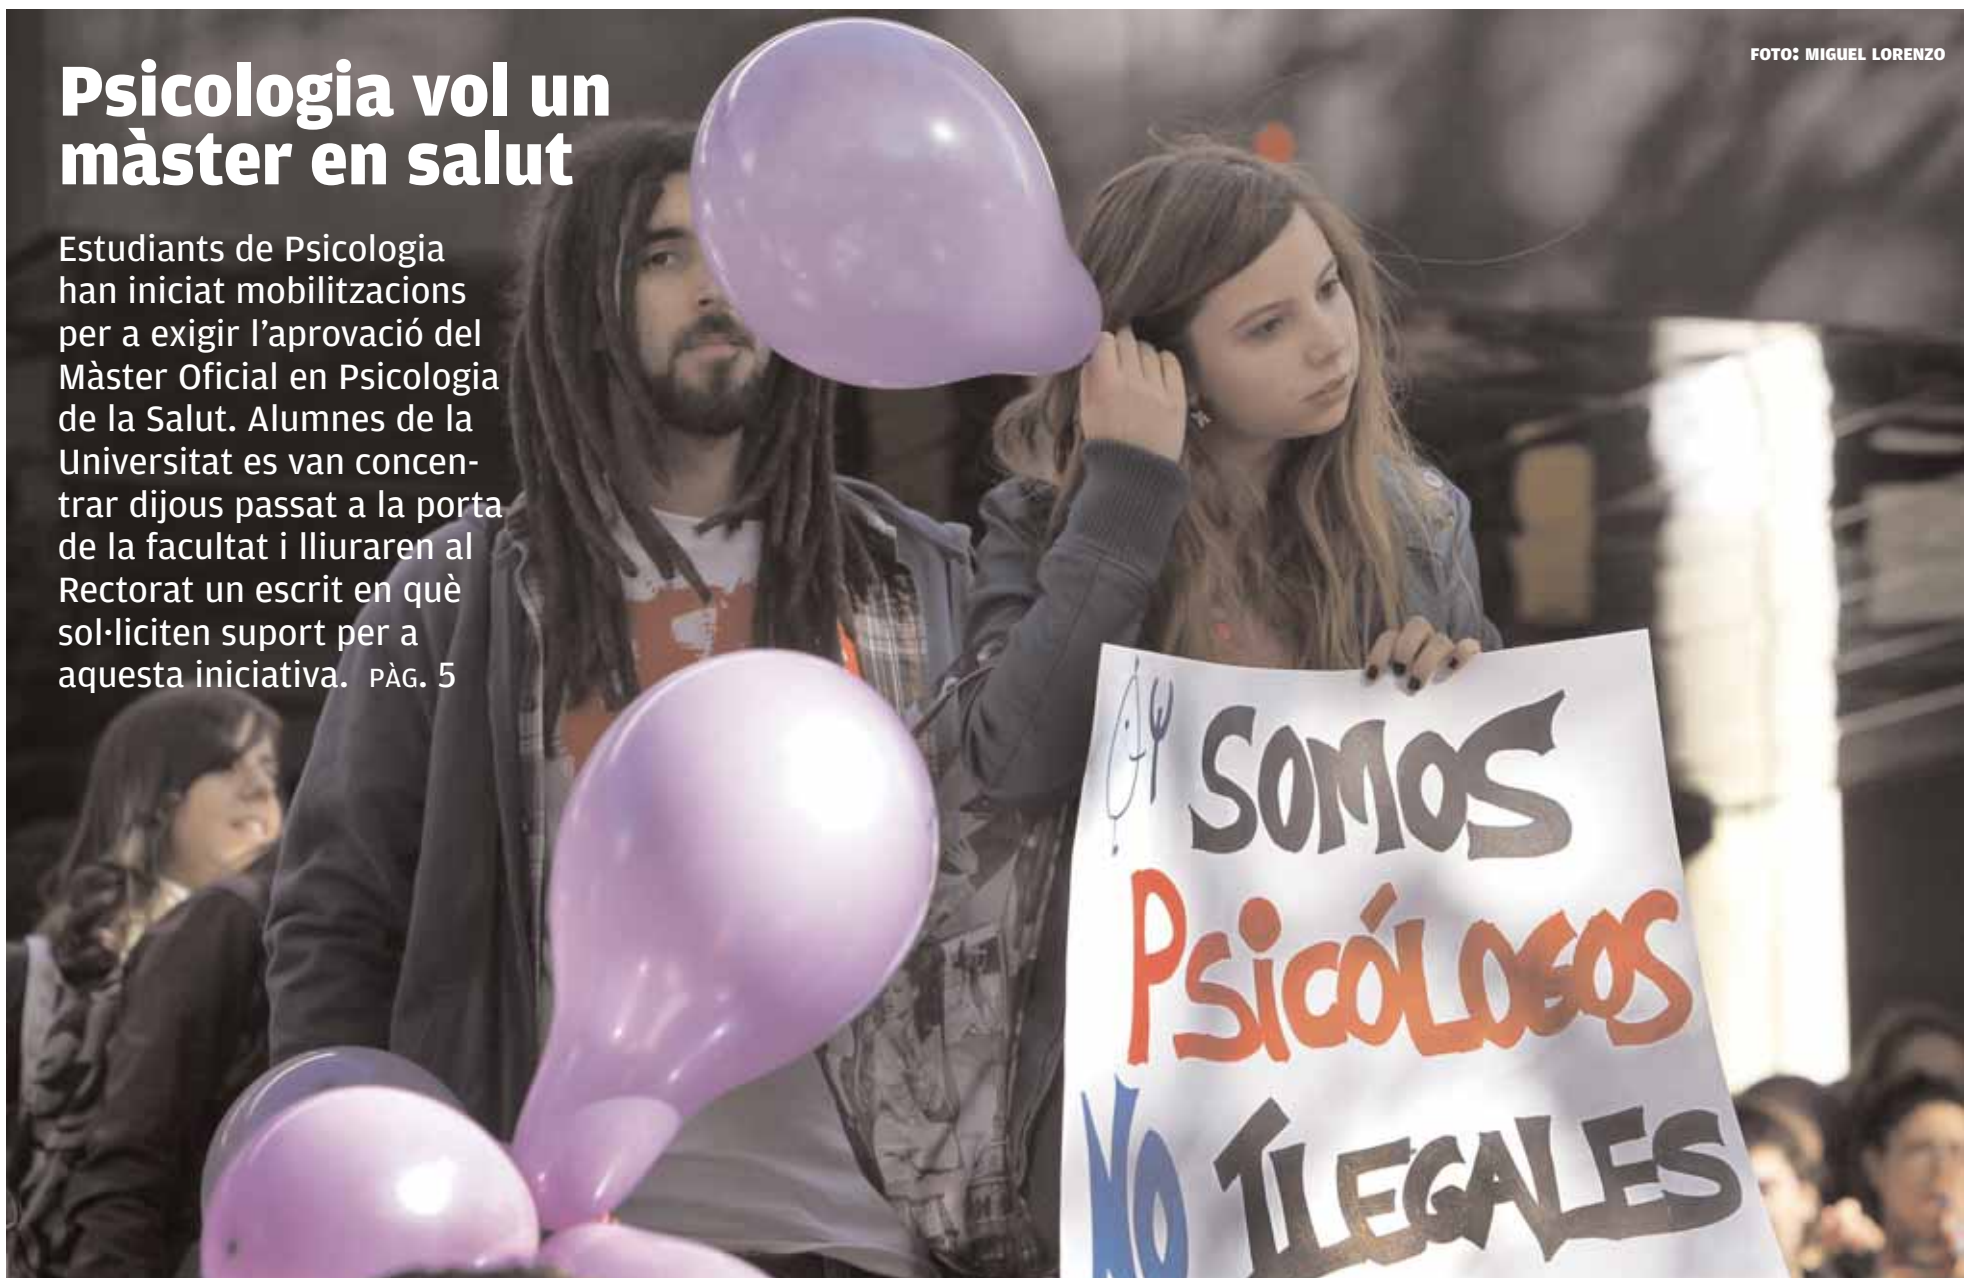 FOTO: MIGUEL LORENZO
Psicologia vol un
màster en salut
Estudiants de Psicologia
han iniciat mobilitzacions
per a exigir l’aprovació del
Màster Oficial en Psicologia
de la Salut. Alumnes de la
Universitat es van concen-
trar dijous passat a la porta
de la facultat i lliuraren al
Rectorat un escrit en què
sol·liciten suport per a
aquesta iniciativa. PÀG. 5
SOMOS
PSICÓLOGOS
NO ILEGALES